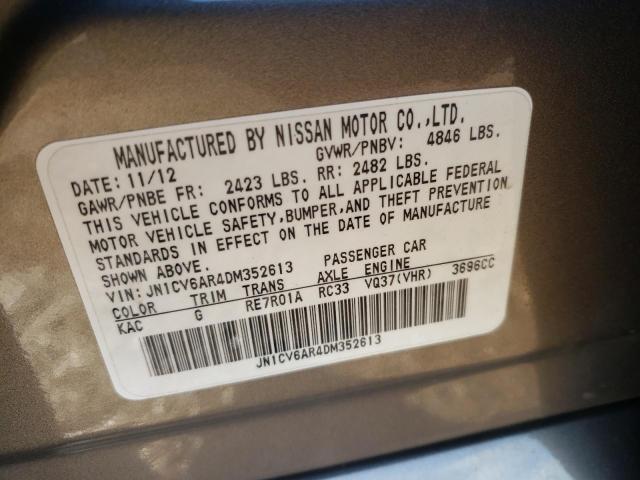 MANUFACTURED BY NISSAN MOTOR CO.,LTD.
DATE: 11/12 GVWR/PNBV: 4846 LBS.
GAWR/PNBE FR: 2423 LBS. RR: 2482 LBS.
THIS VEHICLE CONFORMS TO ALL APPLICABLE FEDERAL
MOTOR VEHICLE SAFETY,BUMPER,AND THEFT PREVENTION
STANDARDS IN EFFECT ON THE DATE OF MANUFACTURE
SHOWN ABOVE.
VIN: JN1CV6AR4DM352613 PASSENGER CAR
COLOR TRIM TRANS AXLE ENGINE
KAC G RE7R01A RC33 VQ37(VHR) 3696CC
JN1CV6AR4DM352613